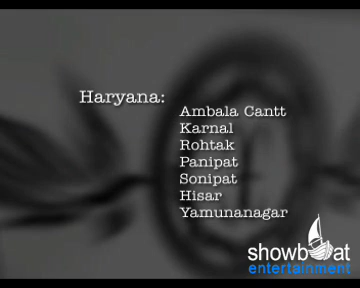 Haryana:
Ambala Cantt
Karnal
Rohtak
Panipat
Sonipat
Hisar
Yamunanagar
showboat
entertainment